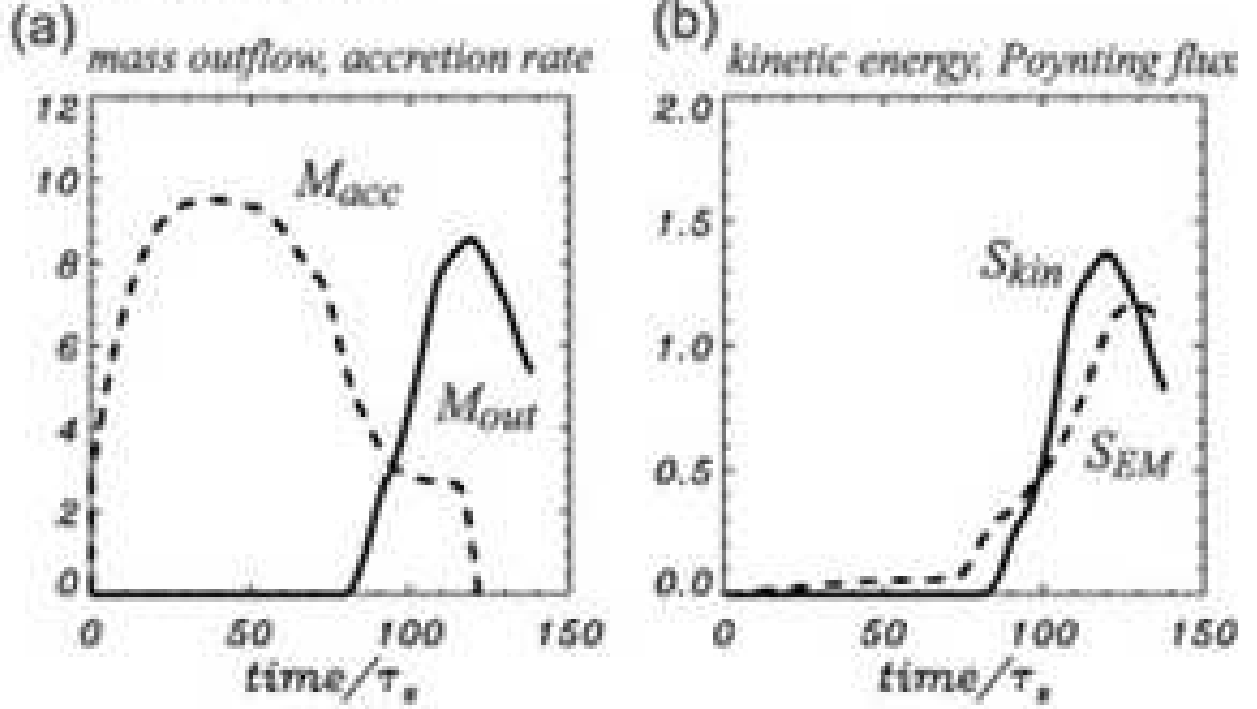 (a) mass outflow, accretion rate
12
10
8
6
4
2
0
M_acc
M_out
0 50 100 150
time/τ_s
(b) kinetic energy, Poynting flux
2.0
1.5
1.0
0.5
0.0
S_kin
S_EM
0 50 100 150
time/τ_s